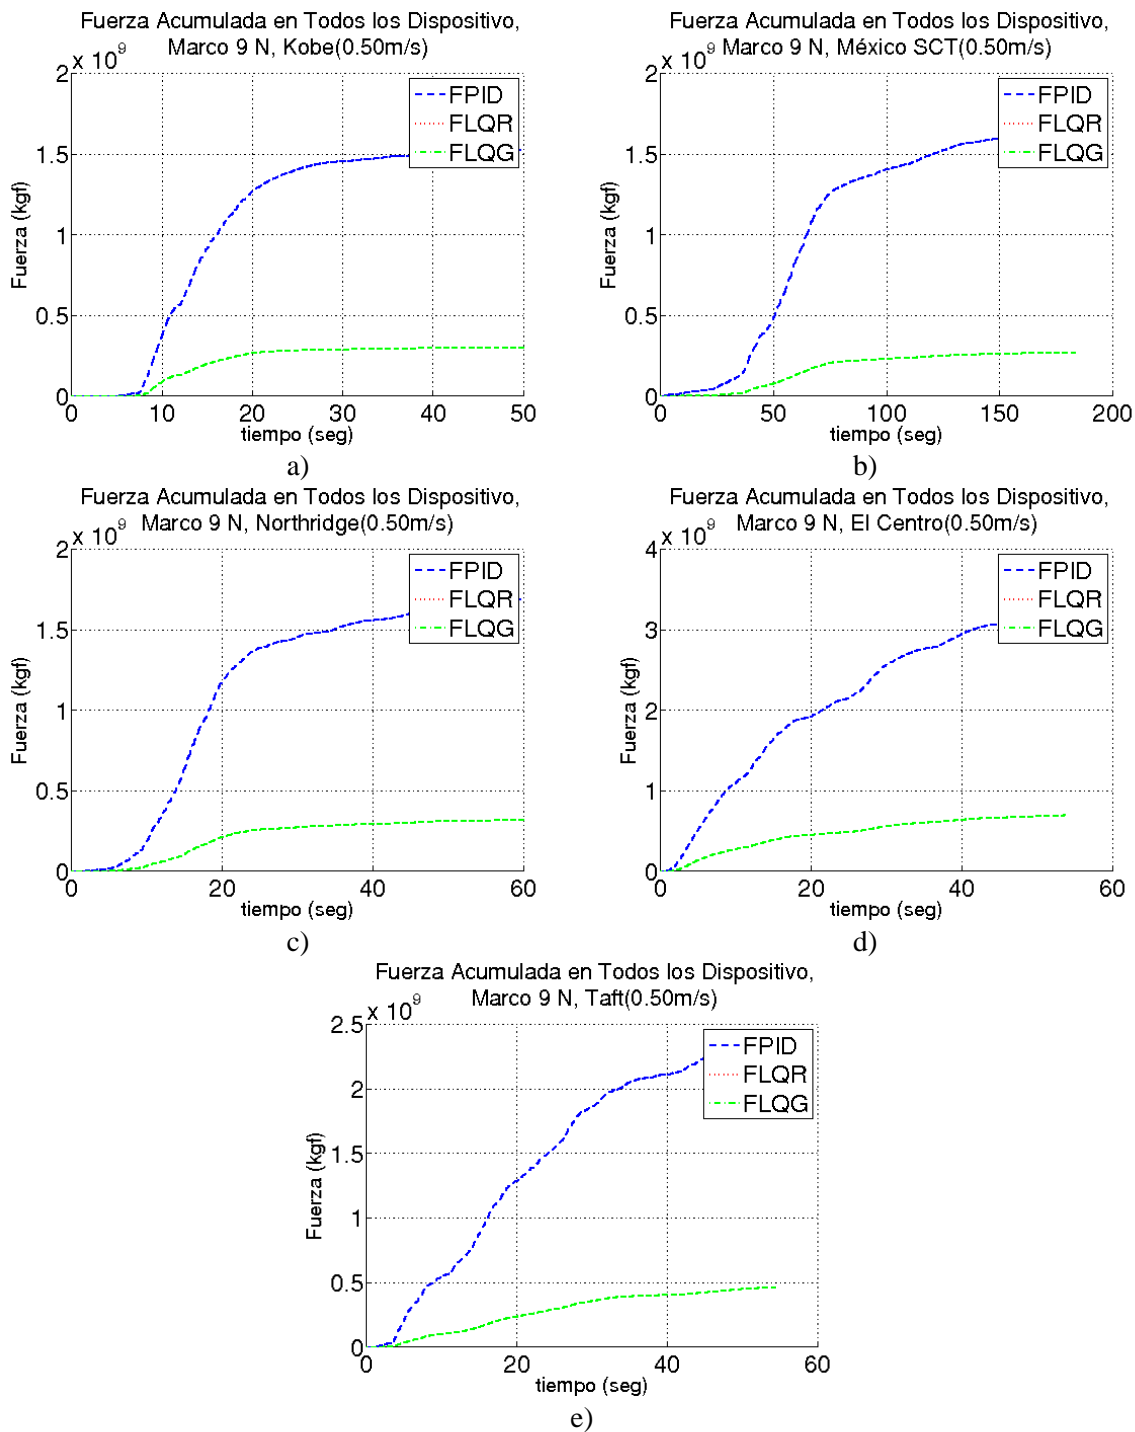 Fuerza Acumulada en Todos los Dispositivo,
Marco 9 N, Kobe(0.50m/s)
x 10^9
2
1.5
1
0.5
0
Fuerza (kgf)
FPID
FLQR
FLQG
0 10 20 30 40 50
tiempo (seg)
a)
Fuerza Acumulada en Todos los Dispositivo,
Marco 9 N, México SCT(0.50m/s)
x 10^9
2
1.5
1
0.5
0
Fuerza (kgf)
FPID
FLQR
FLQG
0 50 100 150 200
tiempo (seg)
b)
Fuerza Acumulada en Todos los Dispositivo,
Marco 9 N, Northridge(0.50m/s)
x 10^9
2
1.5
1
0.5
0
Fuerza (kgf)
FPID
FLQR
FLQG
0 20 40 60
tiempo (seg)
c)
Fuerza Acumulada en Todos los Dispositivo,
Marco 9 N, El Centro(0.50m/s)
x 10^9
4
3
2
1
0
Fuerza (kgf)
FPID
FLQR
FLQG
0 20 40 60
tiempo (seg)
d)
Fuerza Acumulada en Todos los Dispositivo,
Marco 9 N, Taft(0.50m/s)
x 10^9
2.5
2
1.5
1
0.5
0
Fuerza (kgf)
FPID
FLQR
FLQG
0 20 40 60
tiempo (seg)
e)